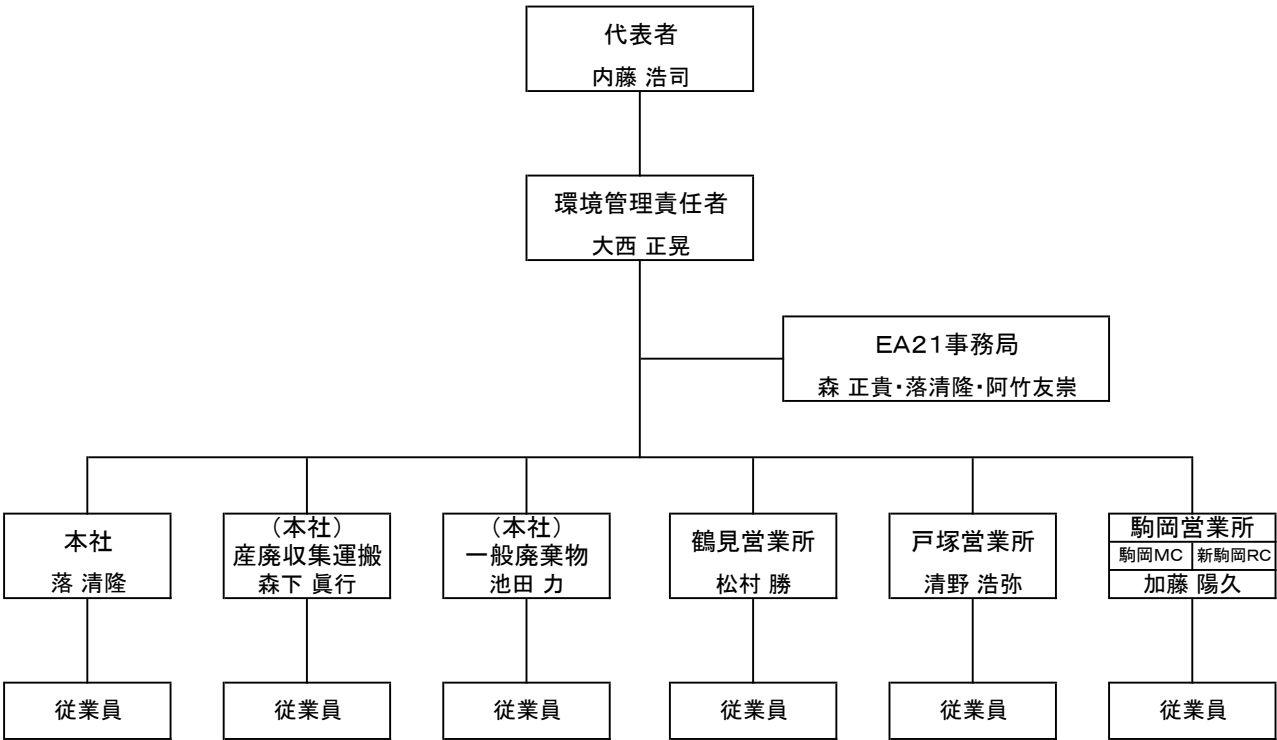 代表者
内藤 浩司
環境管理責任者
大西 正晃
EA21事務局
森 正貴・落清隆・阿竹友崇
本社
落 清隆
（本社）
産廃収集運搬
森下 眞行
（本社）
一般廃棄物
池田 力
鶴見営業所
松村 勝
戸塚営業所
清野 浩弥
駒岡営業所
駒岡MC 新駒岡RC
加藤 陽久
従業員
従業員
従業員
従業員
従業員
従業員